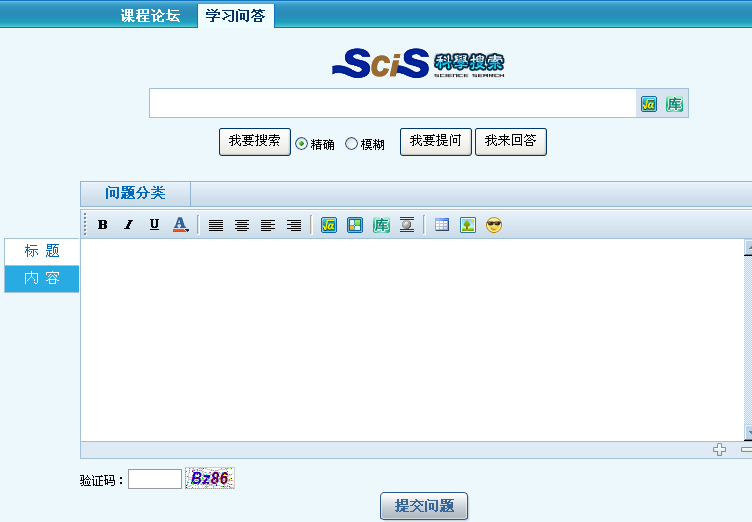 课程论坛 学习问答
SciS 科學搜索
SCIENCE SEARCH
√a 库
我要搜索 精确 模糊 我要提问 我来回答
问题分类
B I U A √a 库
标 题
内 容
验证码： Bz86
提交问题